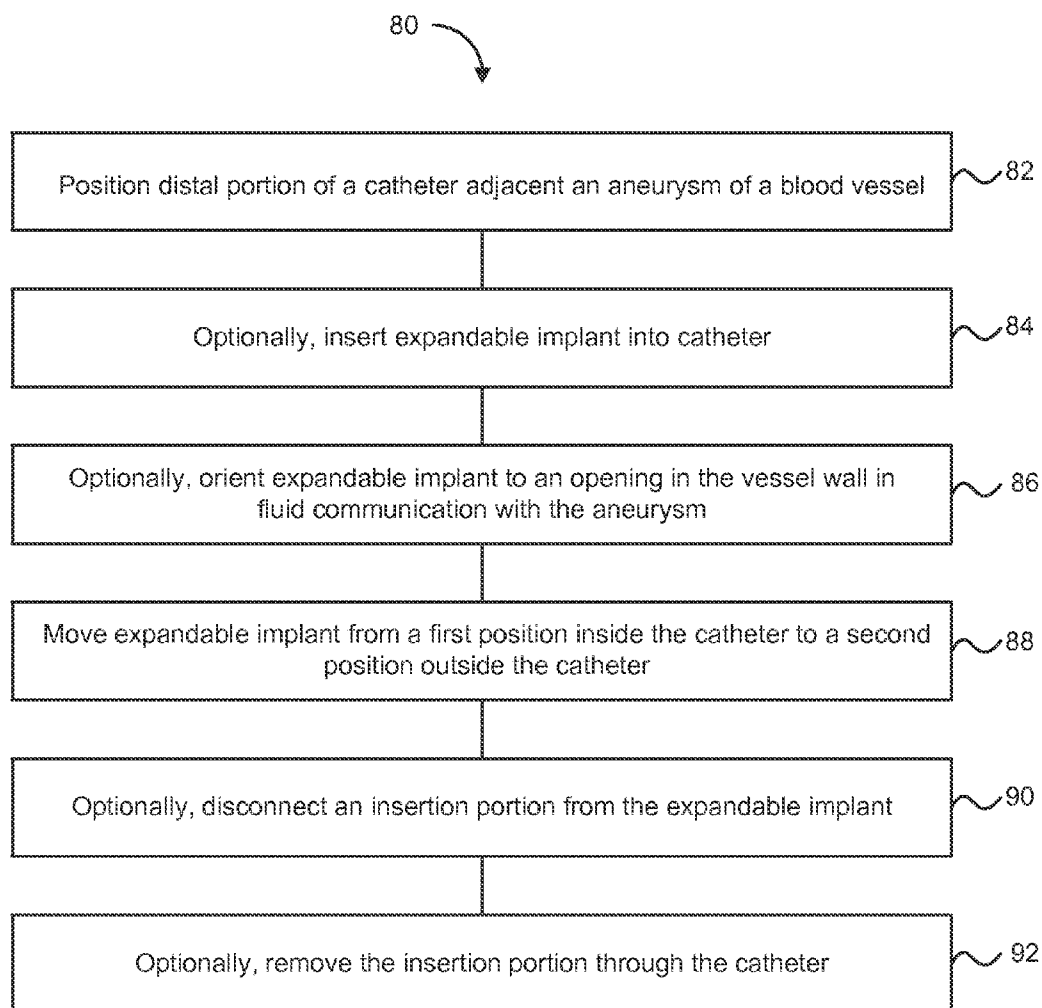 80
Position distal portion of a catheter adjacent an aneurysm of a blood vessel
82
Optionally, insert expandable implant into catheter
84
Optionally, orient expandable implant to an opening in the vessel wall in
fluid communication with the aneurysm
86
Move expandable implant from a first position inside the catheter to a second
position outside the catheter
88
Optionally, disconnect an insertion portion from the expandable implant
90
Optionally, remove the insertion portion through the catheter
92